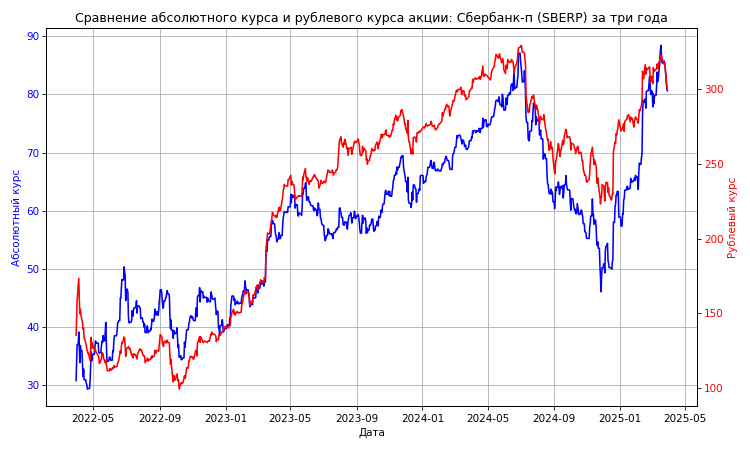 Сравнение абсолютного курса и рублевого курса акции: Сбербанк-п (SBERP) за три года
90
80
70
60
50
40
30
Абсолютный курс
300
250
200
150
100
Рублевый курс
2022-05 2022-09 2023-01 2023-05 2023-09 2024-01 2024-05 2024-09 2025-01 2025-05
Дата